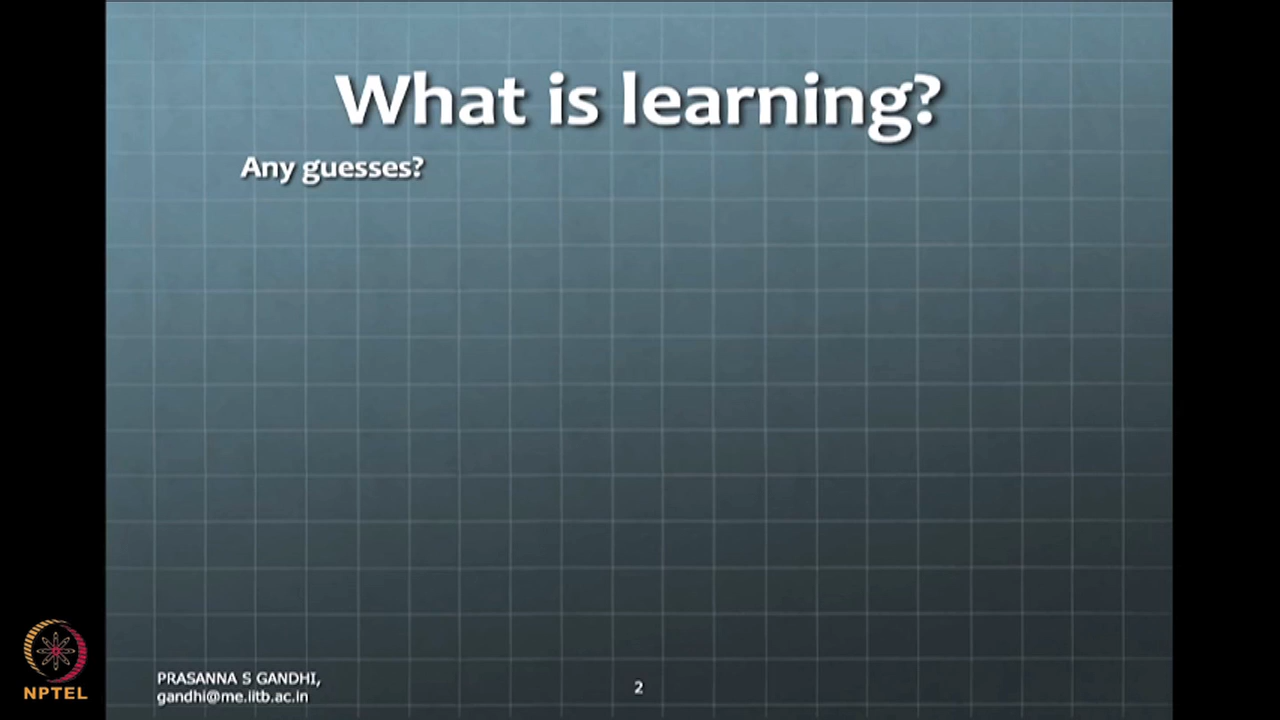 What is learning?
Any guesses?
PRASANNA S GANDHI,
gandhi@me.iitb.ac.in
2
NPTEL